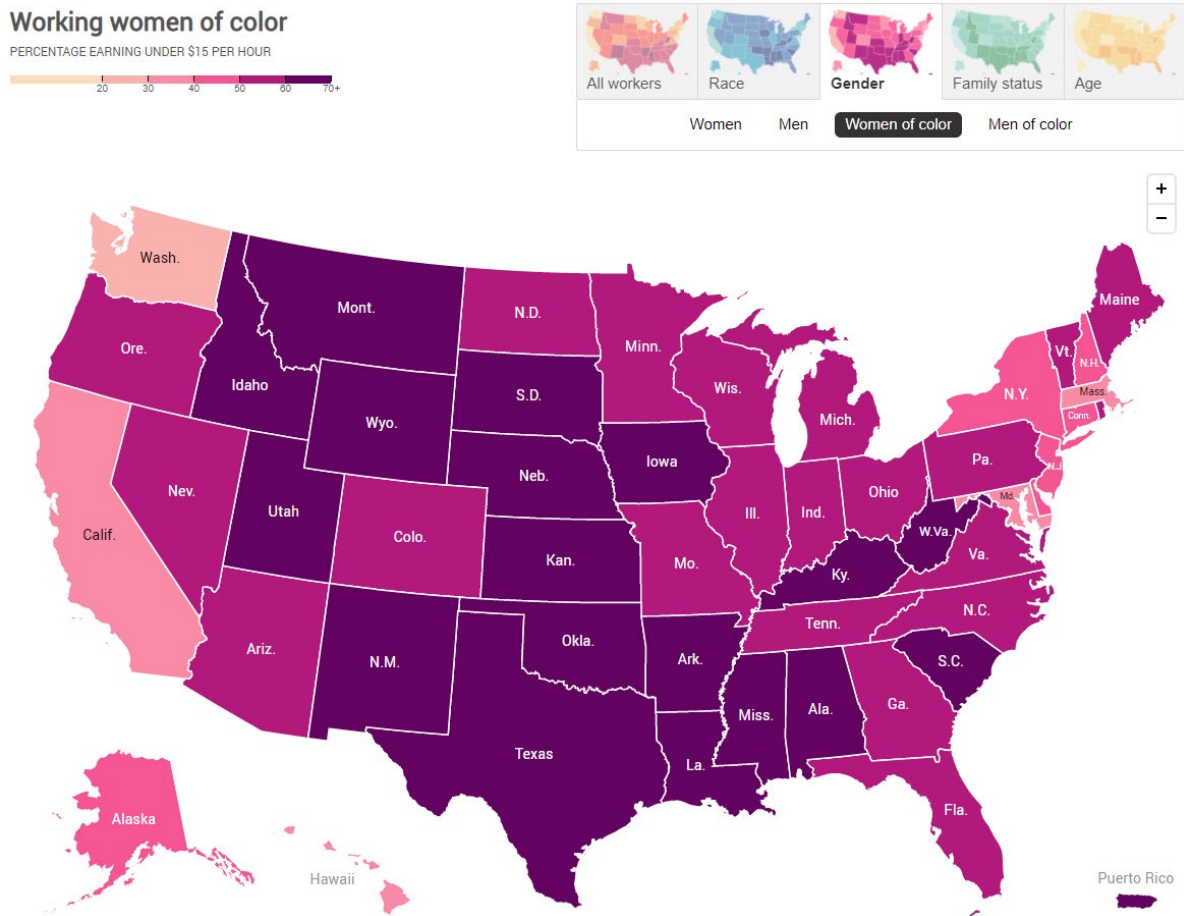 Working women of color
PERCENTAGE EARNING UNDER $15 PER HOUR
20 30 40 50 60 70+
All workers Race Gender Family status Age
Women Men Women of color Men of color
+
−
Wash.
Mont.
N.D.
Minn.
Maine
Ore.
Idaho
S.D.
Wis.
Mich.
Vt.
N.H.
N.Y.
Mass.
Conn.
Wyo.
Iowa
Neb.
Pa.
N.J.
Nev.
Utah
Colo.
Ill.
Ind.
Ohio
Md.
Calif.
Kan.
Mo.
W.Va.
Ky.
Va.
Ariz.
N.M.
Okla.
Ark.
Tenn.
N.C.
S.C.
Texas
La.
Miss.
Ala.
Ga.
Fla.
Alaska
Hawaii
Puerto Rico